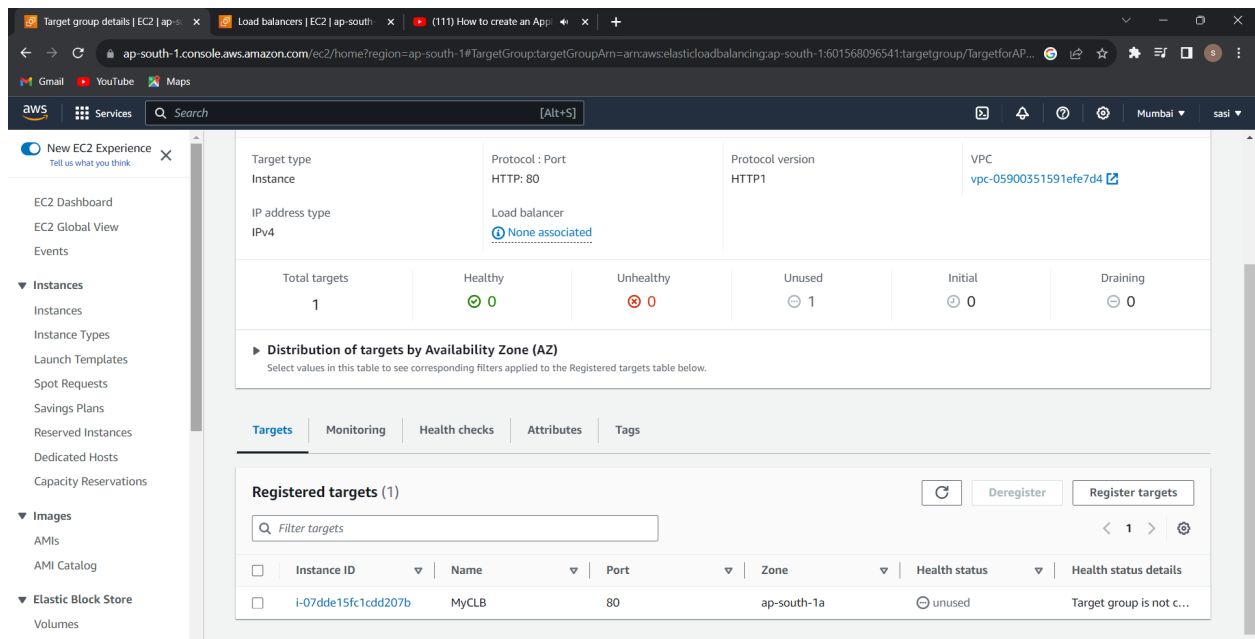 Target group details | EC2 | ap-so
Load balancers | EC2 | ap-south-
(111) How to create an Appl
ap-south-1.console.aws.amazon.com/ec2/home?region=ap-south-1#TargetGroup:targetGroupArn=arn:aws:elasticloadbalancing:ap-south-1:601568096541:targetgroup/TargetforAP...
G
s
Gmail YouTube Maps
aws Services Search [Alt+S] Mumbai sasi
New EC2 Experience
Tell us what you think
EC2 Dashboard
EC2 Global View
Events
Instances
Instances
Instance Types
Launch Templates
Spot Requests
Savings Plans
Reserved Instances
Dedicated Hosts
Capacity Reservations
Images
AMIs
AMI Catalog
Elastic Block Store
Volumes
Target type
Instance
Protocol : Port
HTTP: 80
Protocol version
HTTP1
VPC
vpc-05900351591efe7d4
IP address type
IPv4
Load balancer
None associated
Total targets
1
Healthy
0
Unhealthy
0
Unused
1
Initial
0
Draining
0
Distribution of targets by Availability Zone (AZ)
Select values in this table to see corresponding filters applied to the Registered targets table below.
Targets Monitoring Health checks Attributes Tags
Registered targets (1)
Deregister
Register targets
Filter targets
1
Instance ID Name Port Zone Health status Health status details
i-07dde15fc1cdd207b MyCLB 80 ap-south-1a unused Target group is not c...